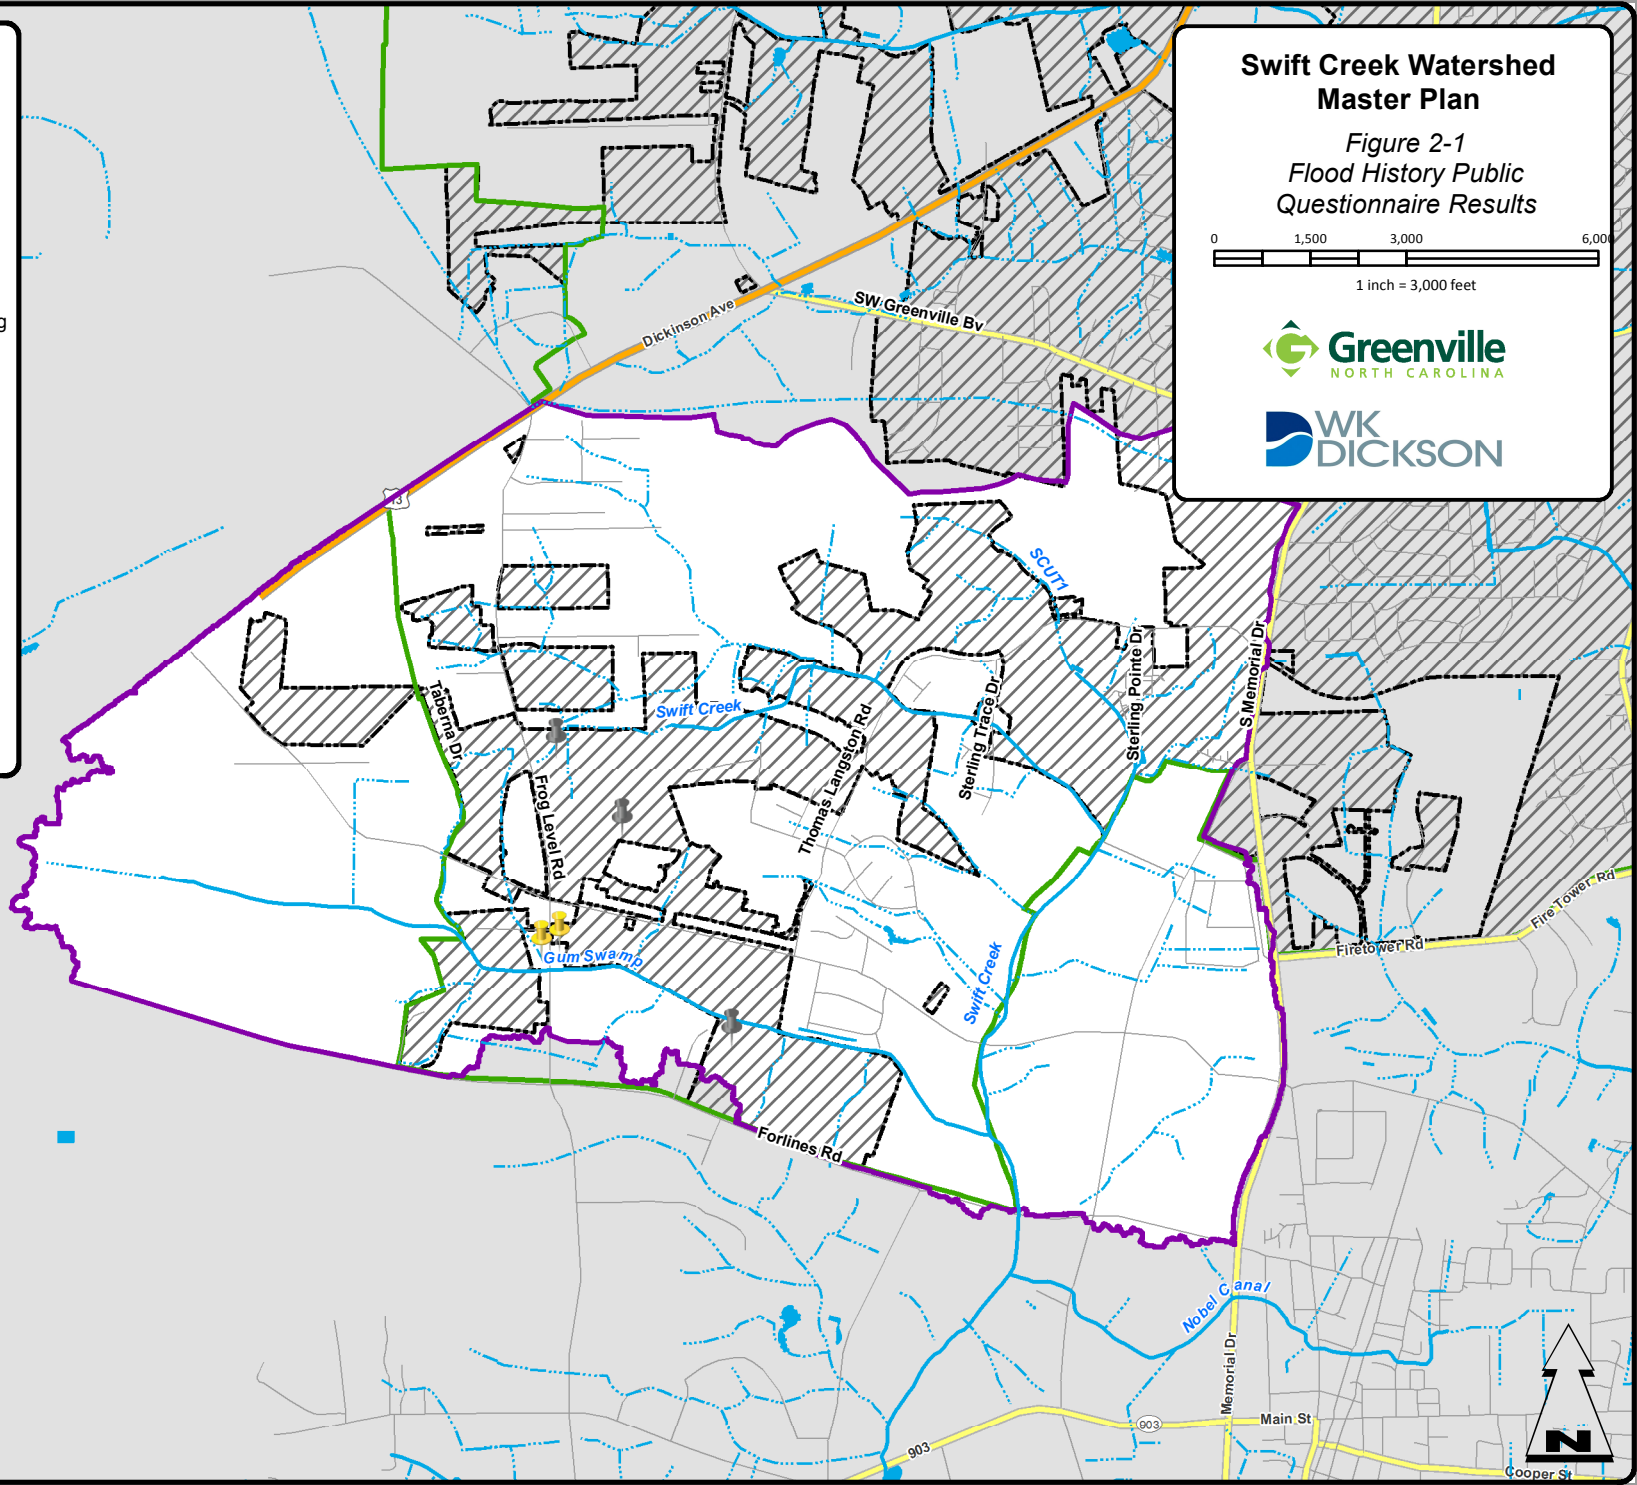 Swift Creek Watershed
Master Plan
Figure 2-1
Flood History Public
Questionnaire Results
0 1,500 3,000 6,000
1 inch = 3,000 feet
Greenville
NORTH CAROLINA
WK
DICKSON
g
Dickinson Ave
SW Greenville Bv
13
SCUT1
Taberna Dr
Swift Creek
Thomas Langston Rd
Sterling Trace Dr
Sterling Pointe Dr
S Memorial Dr
Frog Level Rd
Gum Swamp
Swift Creek
Firetower Rd
Fire Tower Rd
Forlines Rd
Nobel Canal
Memorial Dr
903
903
Main St
Cooper St
N